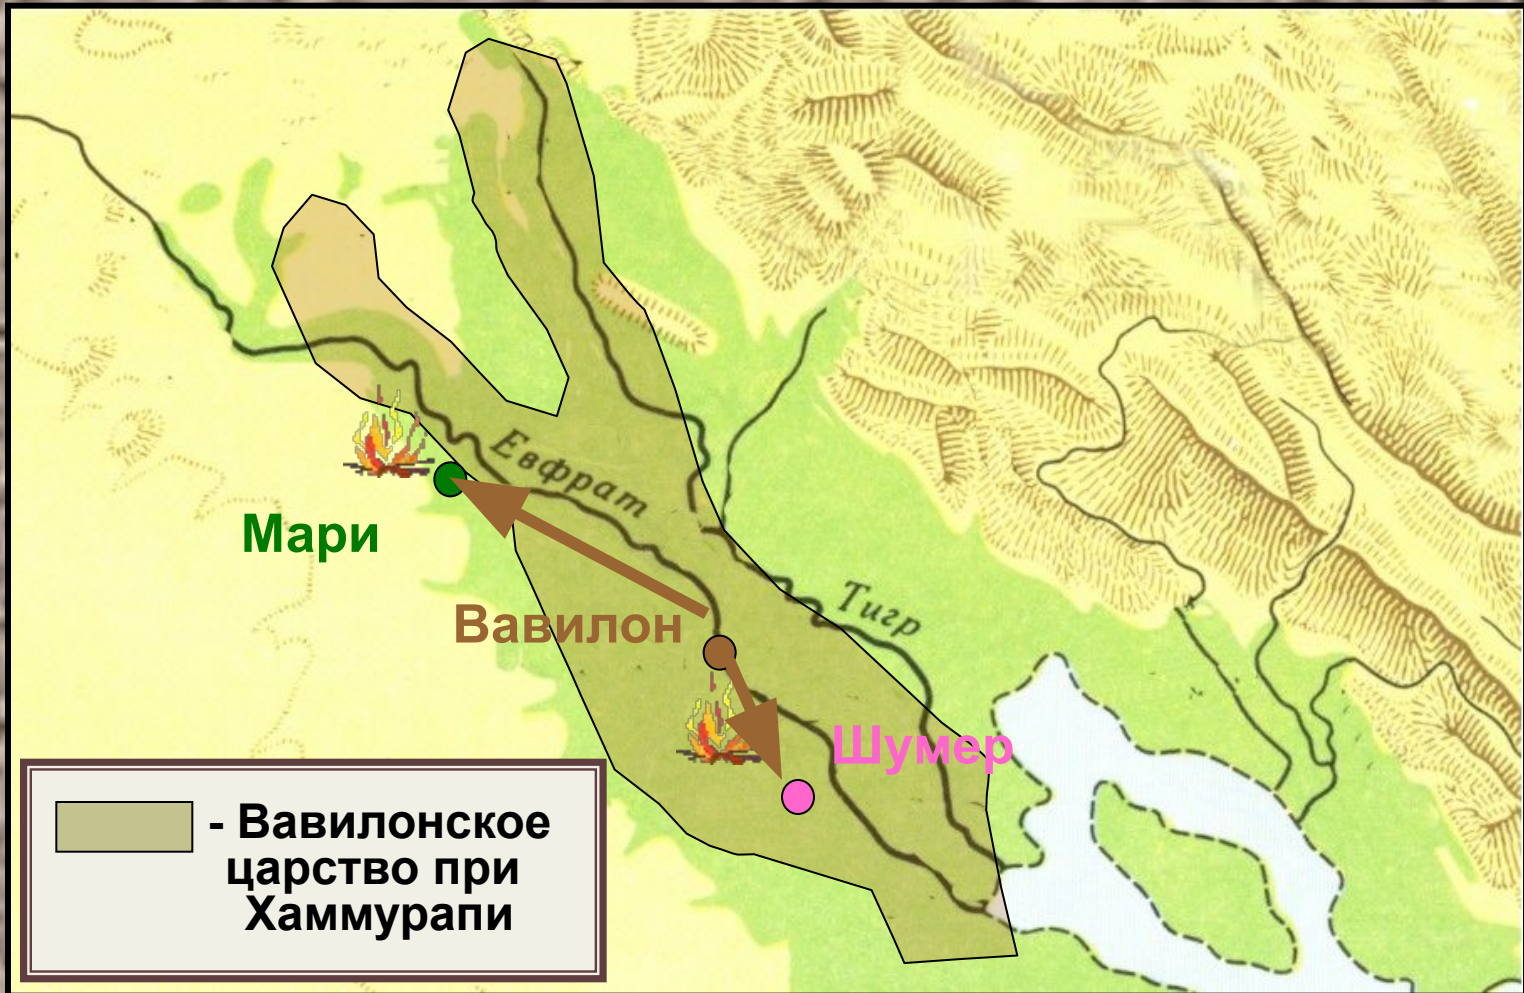 Евфрат
Мари
Тигр
Вавилон
Шумер
- Вавилонское
царство при
Хаммурапи